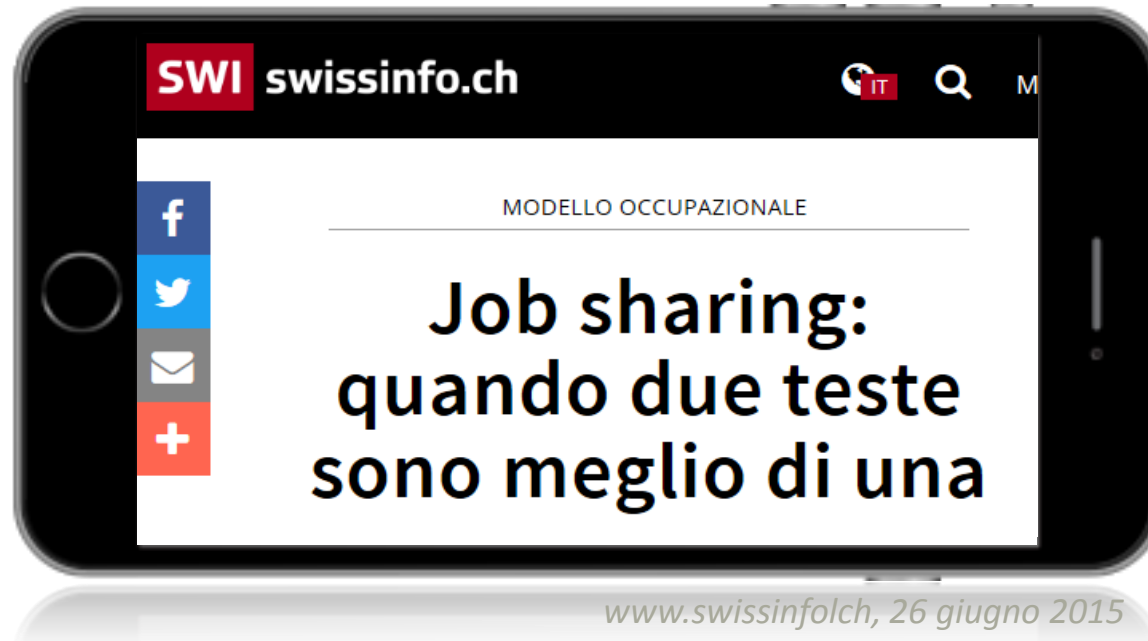 SWI swissinfo.ch IT M
MODELLO OCCUPAZIONALE
Job sharing:
quando due teste
sono meglio di una
www.swissinfolch, 26 giugno 2015